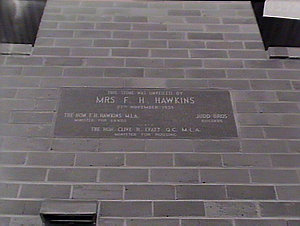 THIS STONE WAS UNVEILED BY
MRS F. H. HAWKINS
NOVEMBER
THE HON. F. H. HAWKINS M.L.A.
MINISTER FOR LANDS
JUDD BROS
BUILDERS
THE HON. CLIVE R. EVATT Q.C. M.L.A.
MINISTER FOR HOUSING